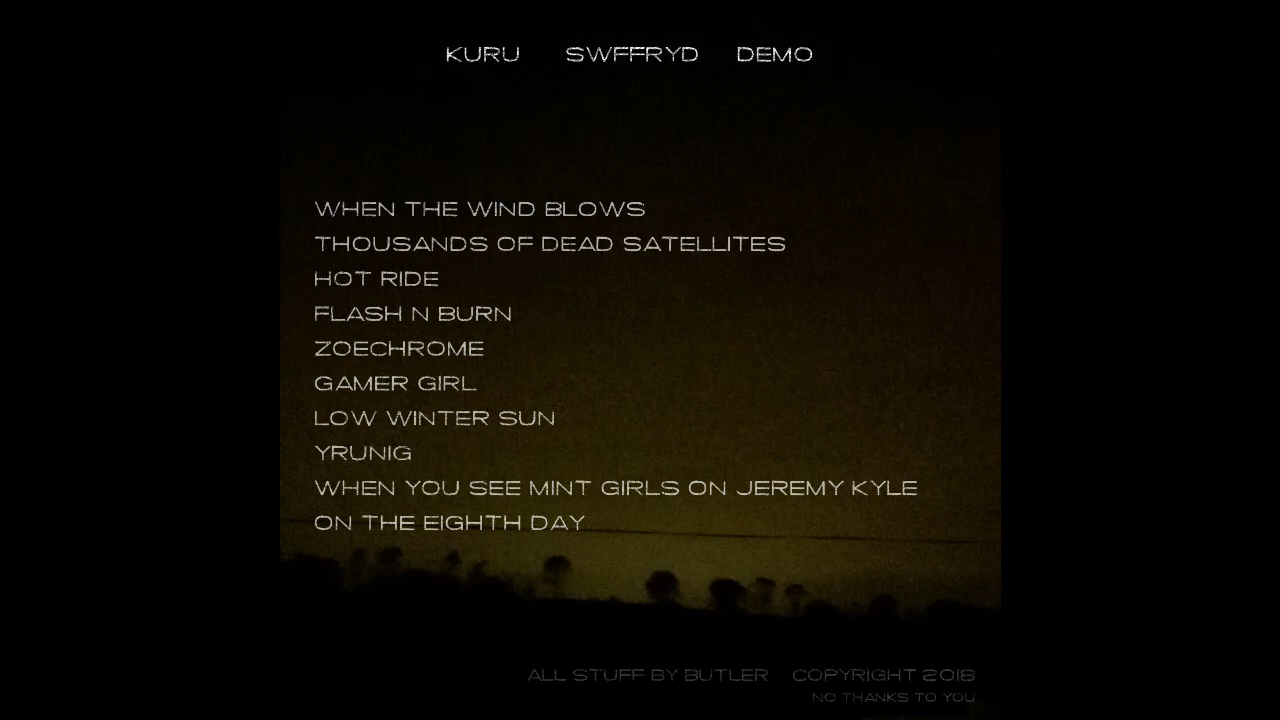 KURU SWFFRYD DEMO
WHEN THE WIND BLOWS
THOUSANDS OF DEAD SATELLITES
HOT RIDE
FLASH N BURN
ZOECHROME
GAMER GIRL
LOW WINTER SUN
YRUNIG
WHEN YOU SEE MINT GIRLS ON JEREMY KYLE
ON THE EIGHTH DAY
ALL STUFF BY BUTLER COPYRIGHT 2018
NO THANKS TO YOU